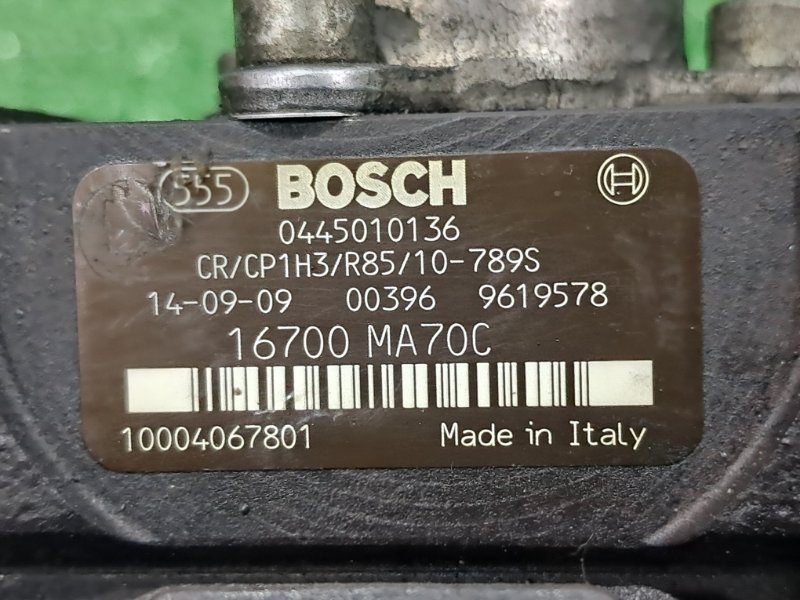 555 BOSCH
0445010136
CR/CP1H3/R85/10-789S
14-09-09 00396 9619578
16700 MA70C
10004067801 Made in Italy